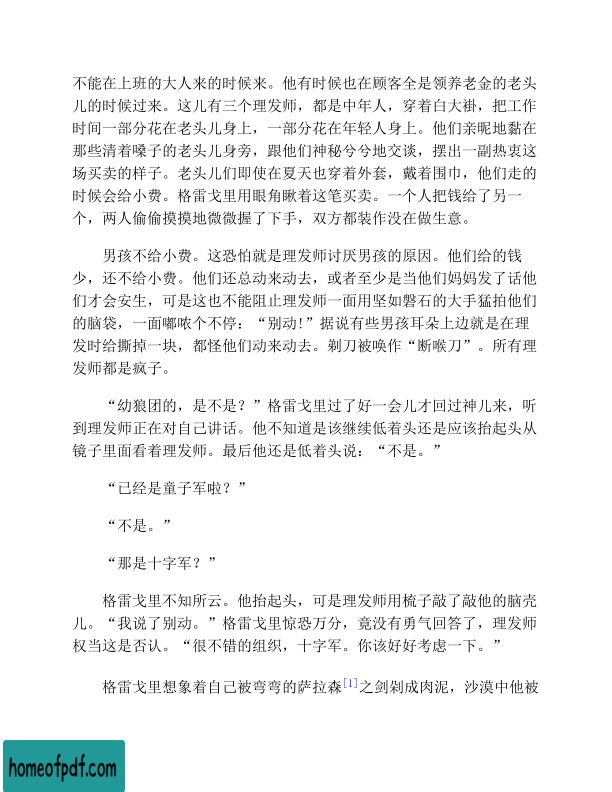 不能在上班的大人来的时候来。他有时候也在顾客全是领养老金的老头
儿的时候过来。这儿有三个理发师，都是中年人，穿着白大褂，把工作
时间一部分花在老头儿身上，一部分花在年轻人身上。他们亲昵地黏在
那些清着嗓子的老头儿身旁，跟他们神秘兮兮地交谈，摆出一副热衷这
场买卖的样子。老头儿们即使在夏天也穿着外套，戴着围巾，他们走的
时候会给小费。格雷戈里用眼角瞅着这笔买卖。一个人把钱给了另一
个，两人偷偷摸摸地微微握了下手，双方都装作没在做生意。
男孩不给小费。这恐怕就是理发师讨厌男孩的原因。他们给的钱
少，还不给小费。他们还总动来动去，或者至少是当他们妈妈发了话他
们才会安生，可是这也不能阻止理发师一面用坚如磐石的大手猛拍他们
的脑袋，一面嘟哝个不停：“别动!”据说有些男孩耳朵上边就是在理
发时给撕掉一块，都怪他们动来动去。剃刀被唤作“断喉刀”。所有理
发师都是疯子。
“幼狼团的，是不是？”格雷戈里过了好一会儿才回过神儿来，听
到理发师正在对自己讲话。他不知道是该继续低着头还是应该抬起头从
镜子里面看着理发师。最后他还是低着头说：“不是。”
“已经是童子军啦？”
“不是。”
“那是十字军？”
格雷戈里不知所云。他抬起头，可是理发师用梳子敲了敲他的脑壳
儿。“我说了别动。”格雷戈里惊恐万分，竟没有勇气回答了，理发师
权当这是否认。“很不错的组织，十字军。你该好好考虑一下。”
格雷戈里想象着自己被弯弯的萨拉森[1]之剑剁成肉泥，沙漠中他被
homeofpdf.com